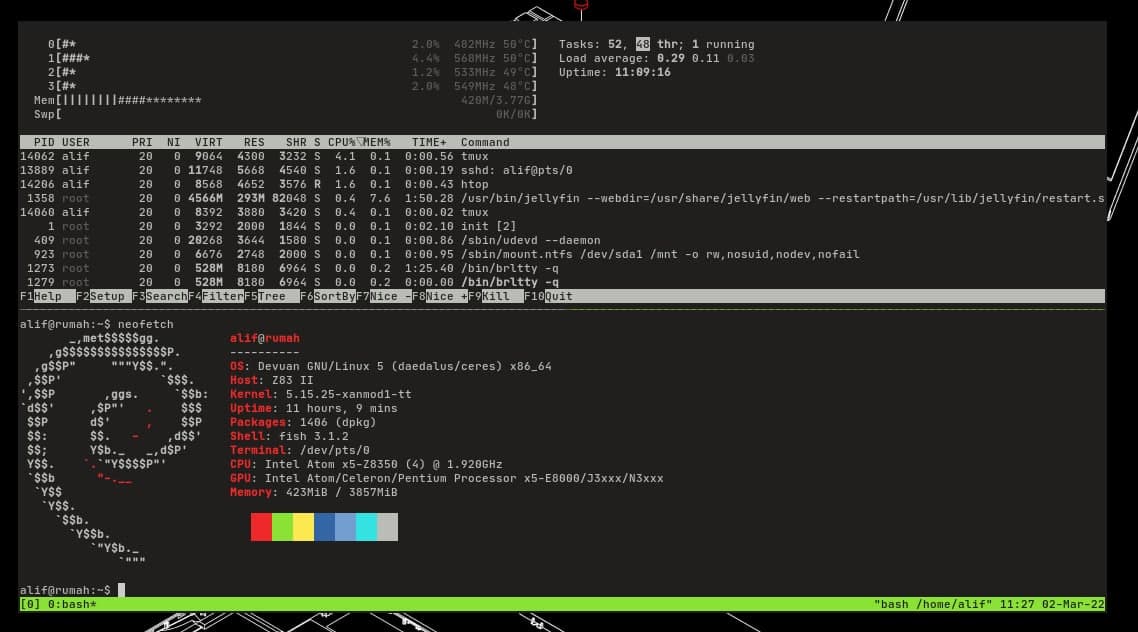 0[#* 2.0% 482MHz 50°C] Tasks: 52, 48 thr; 1 running
1[###* 4.4% 568MHz 50°C] Load average: 0.29 0.11 0.03
2[#* 1.2% 533MHz 49°C] Uptime: 11:09:16
3[#* 2.0% 549MHz 48°C]
Mem[||||||||####******** 420M/3.77G]
Swp[ 0K/0K]
PID USER PRI NI VIRT RES SHR S CPU%▽MEM% TIME+ Command
14062 alif 20 0 9064 4300 3232 S 4.1 0.1 0:00.56 tmux
13889 alif 20 0 11748 5668 4540 S 1.6 0.1 0:00.19 sshd: alif@pts/0
14206 alif 20 0 8568 4652 3576 R 1.6 0.1 0:00.43 htop
1358 root 20 0 4566M 293M 82048 S 0.4 7.6 1:50.28 /usr/bin/jellyfin --webdir=/usr/share/jellyfin/web --restartpath=/usr/lib/jellyfin/restart.s
14060 alif 20 0 8392 3880 3420 S 0.4 0.1 0:00.02 tmux
1 root 20 0 3292 2000 1844 S 0.0 0.1 0:02.10 init [2]
409 root 20 0 20268 3644 1580 S 0.0 0.1 0:00.86 /sbin/udevd --daemon
923 root 20 0 6676 2748 2000 S 0.0 0.1 0:00.95 /sbin/mount.ntfs /dev/sda1 /mnt -o rw,nosuid,nodev,nofail
1273 root 20 0 528M 8180 6964 S 0.0 0.2 1:25.40 /bin/brltty -q
1279 root 20 0 528M 8180 6964 S 0.0 0.2 0:00.00 /bin/brltty -q
F1Help F2Setup F3SearchF4FilterF5Tree F6SortByF7Nice -F8Nice +F9Kill F10Quit
alif@rumah:~$ neofetch
_,met$$$$$gg. alif@rumah
,g$$$$$$$$$$$$$$$P. ----------
,g$$P" """Y$$.". OS: Devuan GNU/Linux 5 (daedalus/ceres) x86_64
,$$P' `$$$. Host: Z83 II
',$$P ,ggs. `$$b: Kernel: 5.15.25-xanmod1-tt
`d$$' ,$P"' . $$$ Uptime: 11 hours, 9 mins
$$P d$' , $$P Packages: 1406 (dpkg)
$$: $$. - ,d$$' Shell: fish 3.1.2
$$; Y$b._ _,d$P' Terminal: /dev/pts/0
Y$$. `.`"Y$$$$P"' CPU: Intel Atom x5-Z8350 (4) @ 1.920GHz
`$$b "-.__ GPU: Intel Atom/Celeron/Pentium Processor x5-E8000/J3xxx/N3xxx
`Y$$ Memory: 423MiB / 3857MiB
`Y$$.
`$$b.
`Y$$b.
`"Y$b._
`"""
alif@rumah:~$
[0] 0:bash* "bash /home/alif" 11:27 02-Mar-22